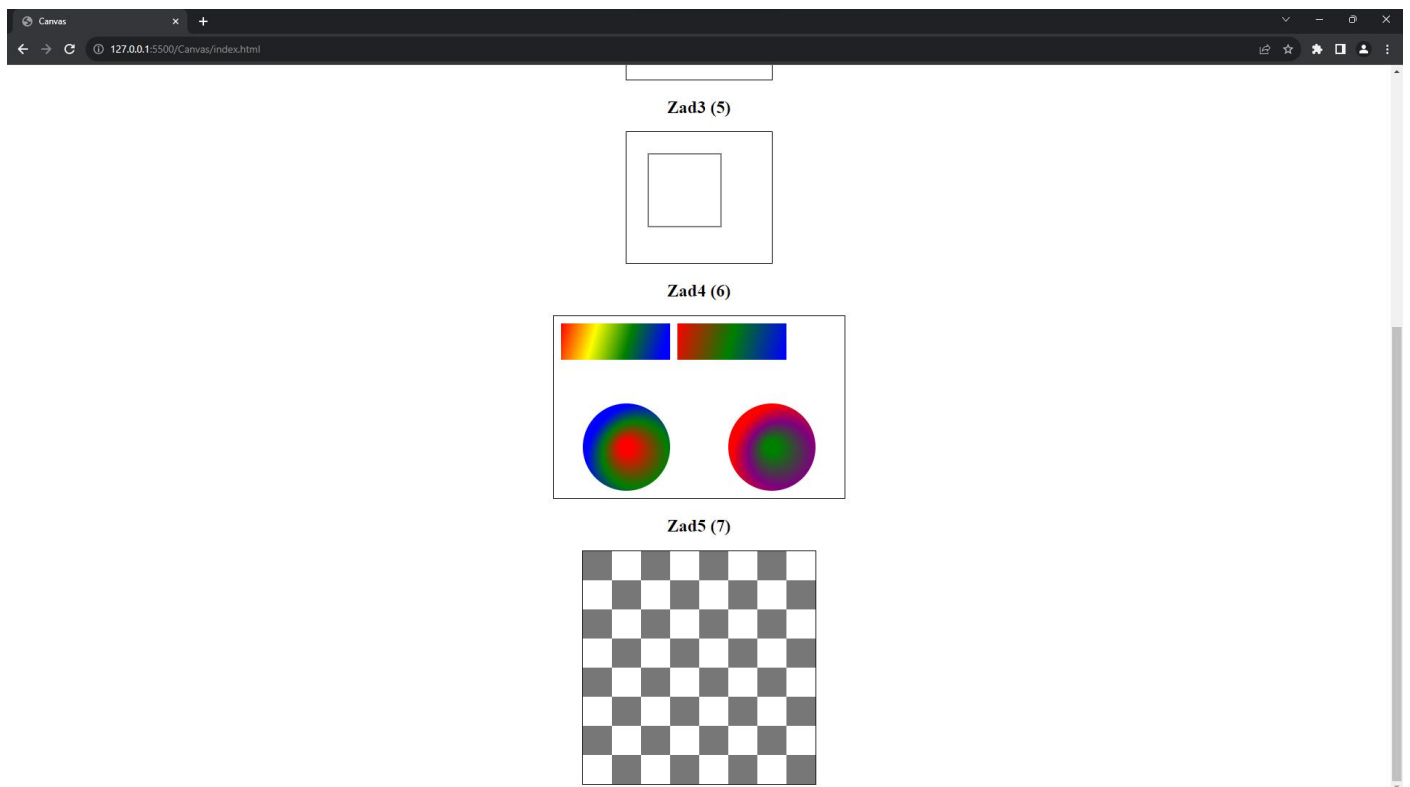 Canvas
127.0.0.1:5500/Canvas/index.html
Zad3 (5)
Zad4 (6)
Zad5 (7)